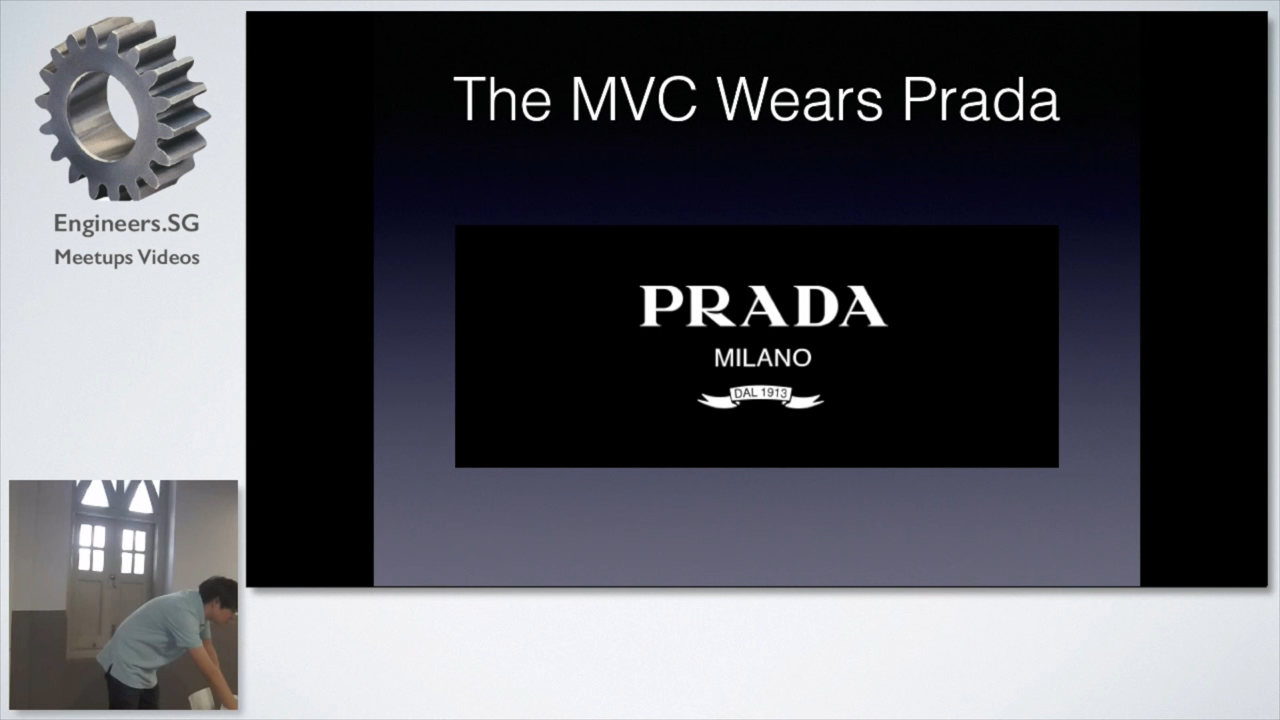 Engineers.SG
Meetups Videos
The MVC Wears Prada
PRADA
MILANO
DAL 1913